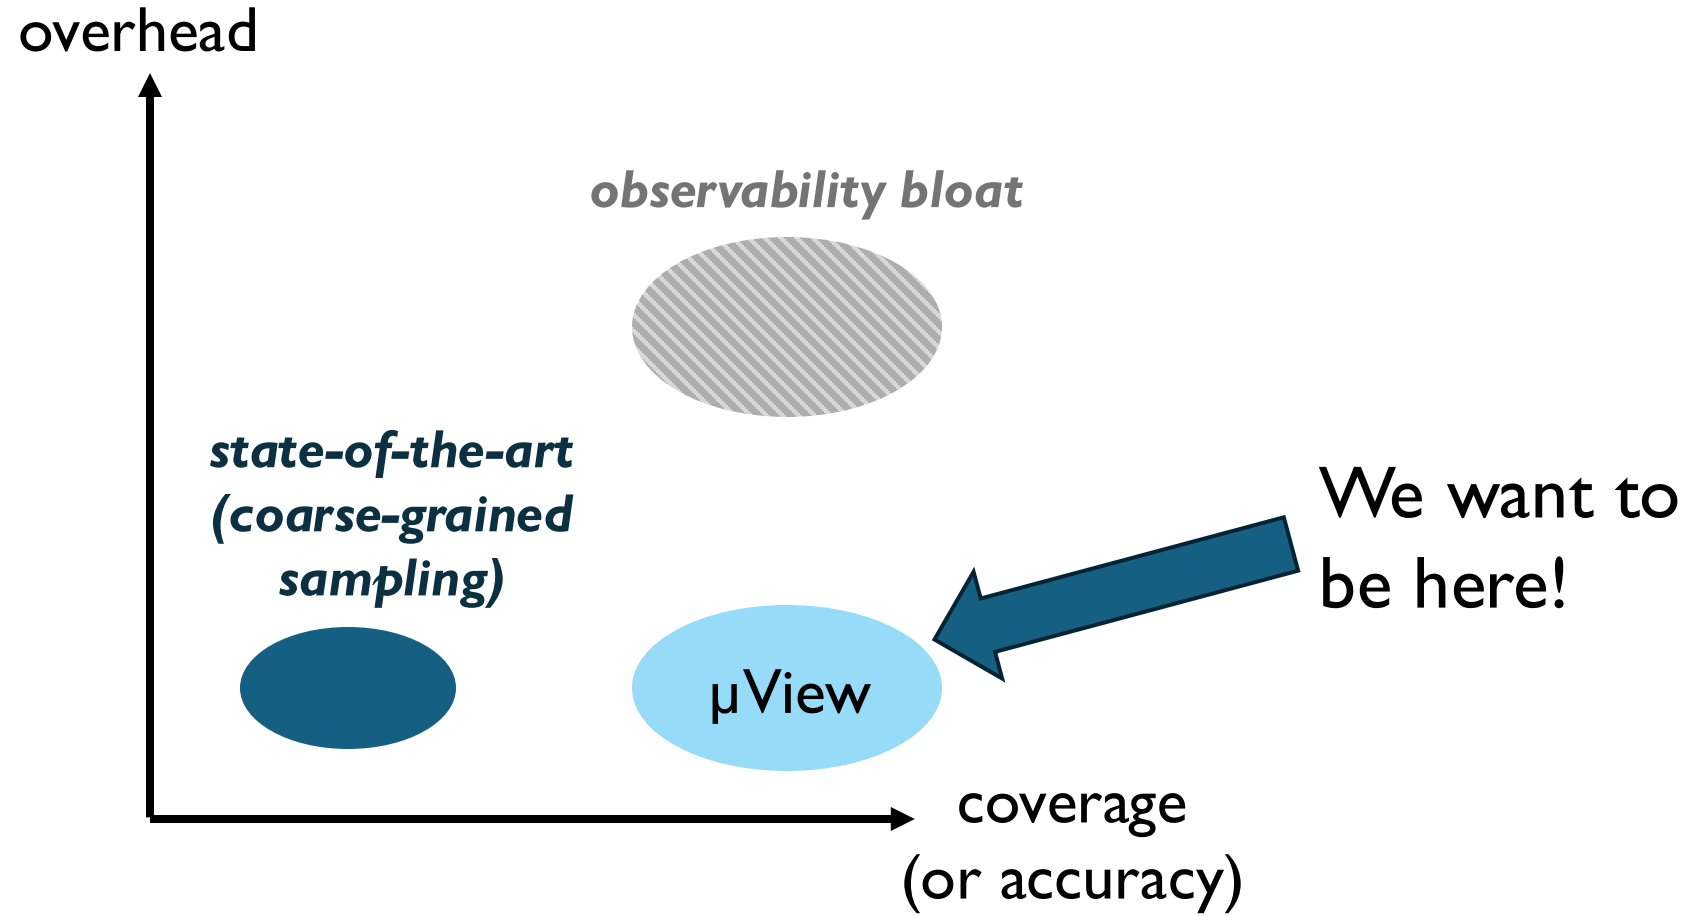 overhead
observability bloat
state-of-the-art
(coarse-grained
sampling)
We want to
be here!
µView
coverage
(or accuracy)